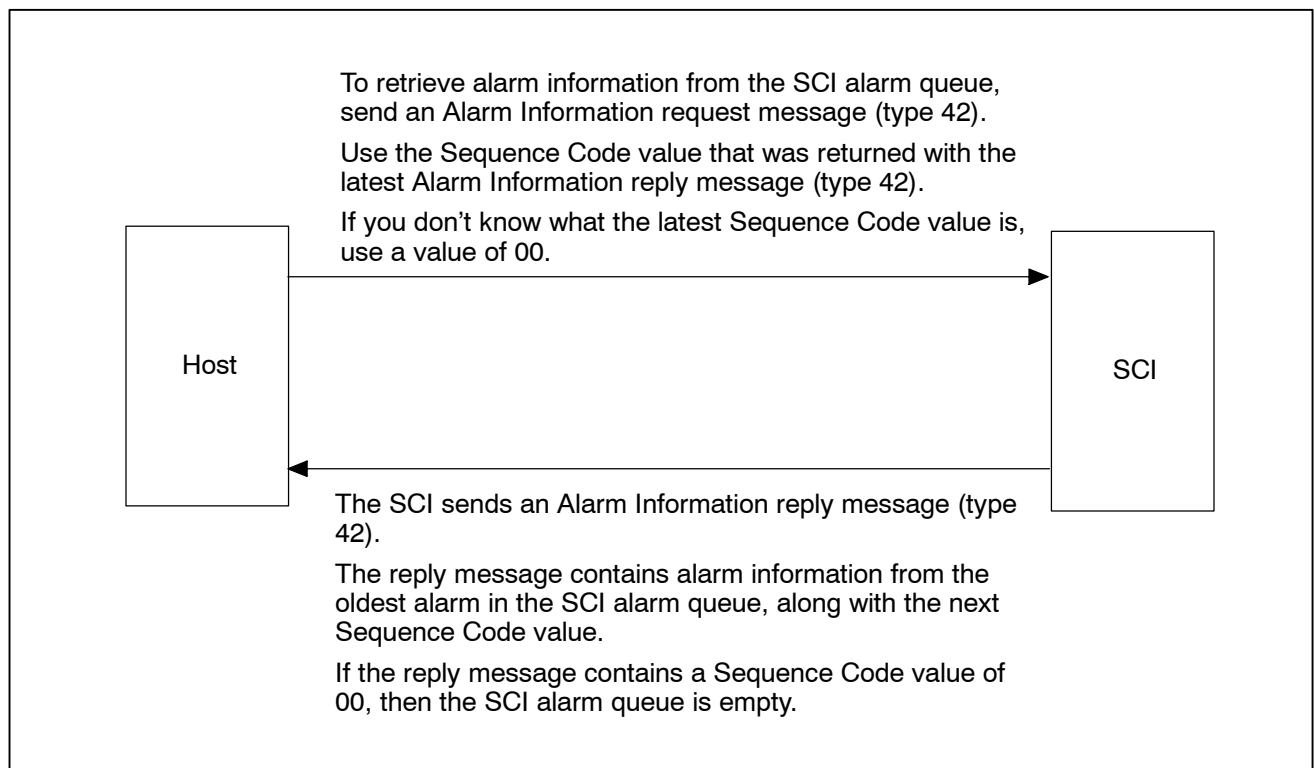 To retrieve alarm information from the SCI alarm queue,
send an Alarm Information request message (type 42).
Use the Sequence Code value that was returned with the
latest Alarm Information reply message (type 42).
If you don’t know what the latest Sequence Code value is,
use a value of 00.
Host
SCI
The SCI sends an Alarm Information reply message (type
42).
The reply message contains alarm information from the
oldest alarm in the SCI alarm queue, along with the next
Sequence Code value.
If the reply message contains a Sequence Code value of
00, then the SCI alarm queue is empty.